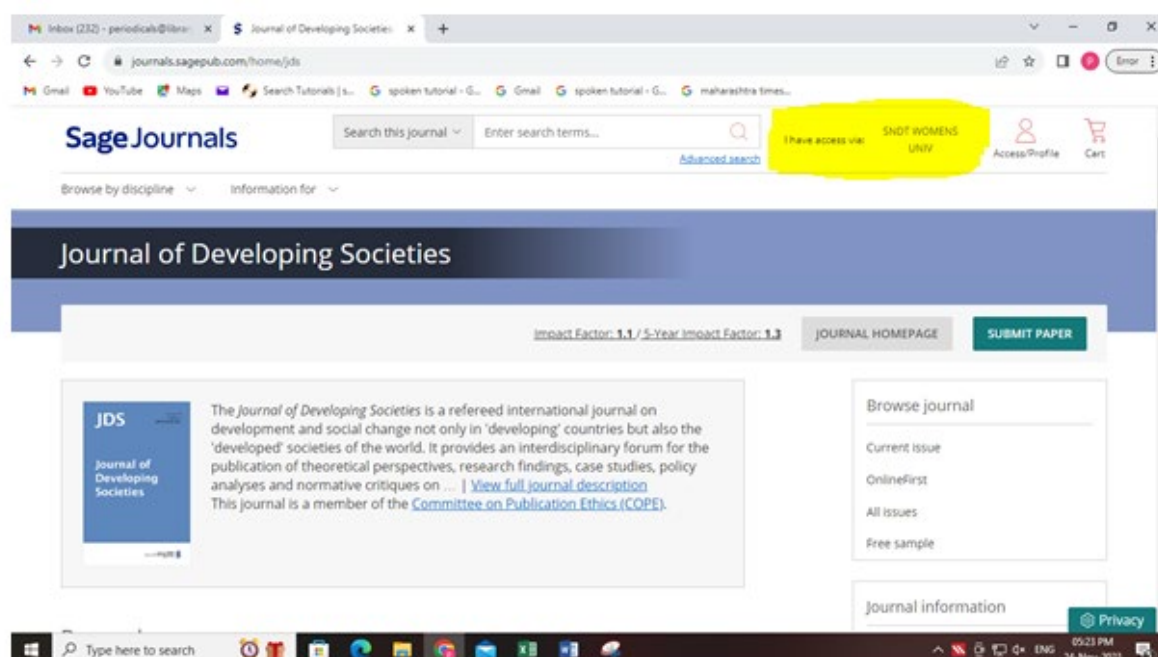 Inbox (232) - periodicals@librar
Journal of Developing Societies
journals.sagepub.com/home/jds
Error
Gmail YouTube Maps Search Tutorials | s... spoken tutorial - G... Gmail spoken tutorial - G... maharashtra times...
Sage Journals
Search this journal
Enter search terms...
Advanced search
I have access via:
SNDT WOMENS
UNIV
Access/Profile
Cart
Browse by discipline
Information for
Journal of Developing Societies
Impact Factor: 1.1 / 5-Year Impact Factor: 1.3
JOURNAL HOMEPAGE
SUBMIT PAPER
JDS
Journal of
Developing
Societies
The Journal of Developing Societies is a refereed international journal on
development and social change not only in 'developing' countries but also the
'developed' societies of the world. It provides an interdisciplinary forum for the
publication of theoretical perspectives, research findings, case studies, policy
analyses and normative critiques on ... | View full journal description
This journal is a member of the Committee on Publication Ethics (COPE).
Browse journal
Current issue
OnlineFirst
All issues
Free sample
Journal information
Privacy
Type here to search
ENG
05:23 PM